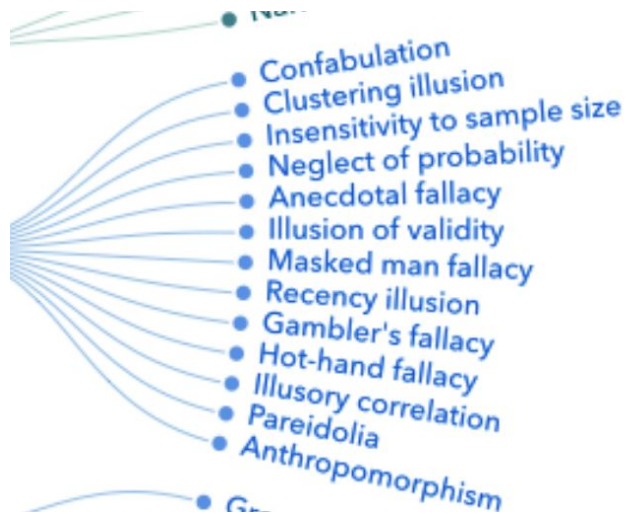 Confabulation
Clustering illusion
Insensitivity to sample size
Neglect of probability
Anecdotal fallacy
Illusion of validity
Masked man fallacy
Recency illusion
Gambler's fallacy
Hot-hand fallacy
Illusory correlation
Pareidolia
Anthropomorphism